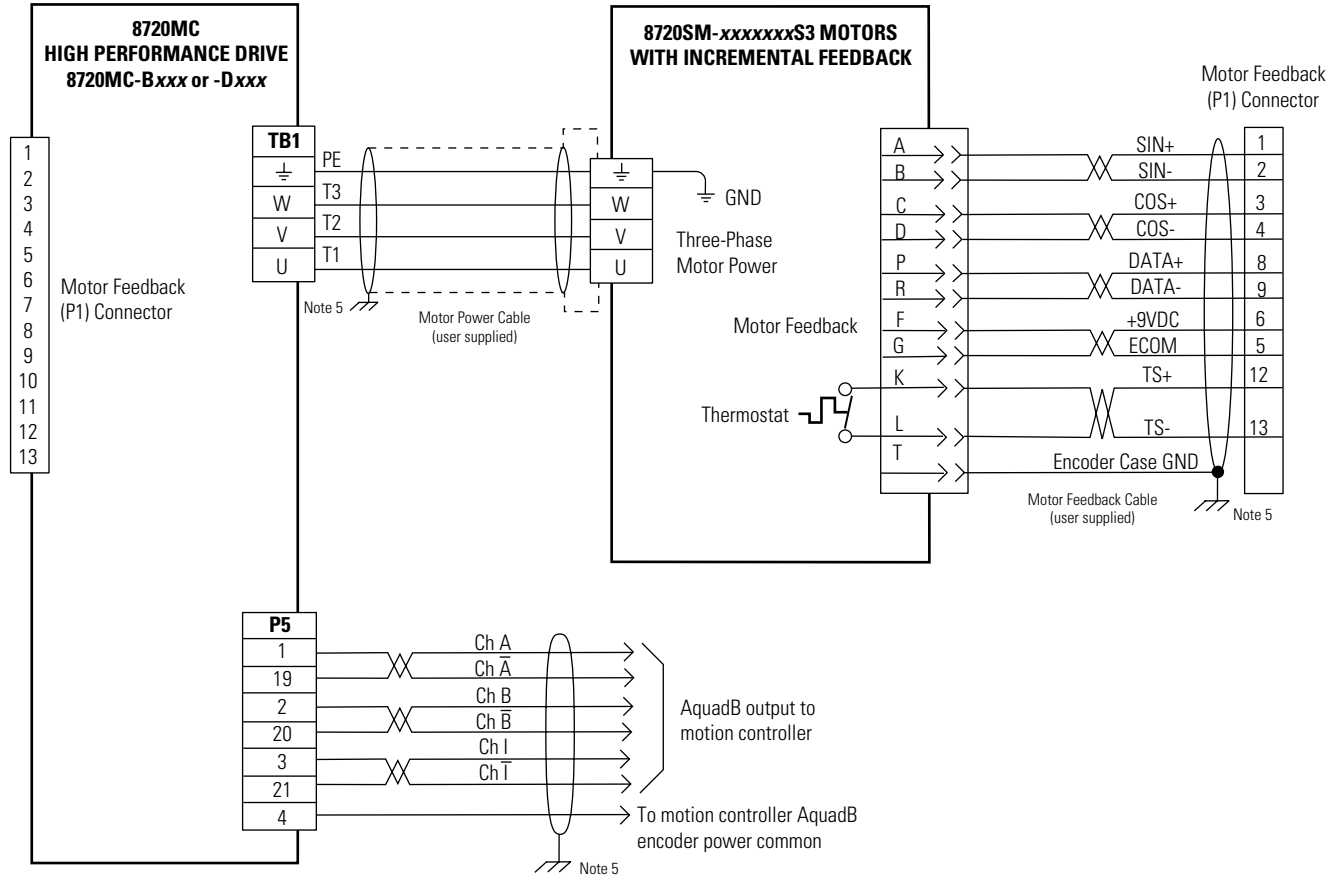 8720MC
HIGH PERFORMANCE DRIVE
8720MC-Bxxx or -Dxxx
1
2
3
4
5
6
7
8
9
10
11
12
13
Motor Feedback
(P1) Connector
TB1
W
V
U
PE
T3
T2
T1
Note 5
Motor Power Cable
(user supplied)
8720SM-xxxxxxxS3 MOTORS
WITH INCREMENTAL FEEDBACK
W
V
U
GND
Three-Phase
Motor Power
Motor Feedback
Thermostat
A
B
C
D
P
R
F
G
K
L
T
SIN+
SIN-
COS+
COS-
DATA+
DATA-
+9VDC
ECOM
TS+
TS-
Encoder Case GND
Motor Feedback Cable
(user supplied)
Motor Feedback
(P1) Connector
1
2
3
4
8
9
6
5
12
13
Note 5
P5
1
19
2
20
3
21
4
Ch A
Ch A̅
Ch B
Ch B̅
Ch I
Ch I̅
AquadB output to
motion controller
To motion controller AquadB
encoder power common
Note 5